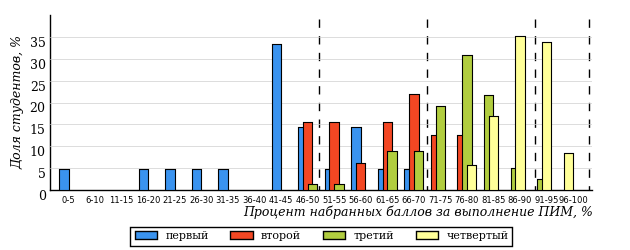 Доля студентов, %
35
30
25
20
15
10
5
0
0-5 6-10 11-15 16-20 21-25 26-30 31-35 36-40 41-45 46-50 51-55 56-60 61-65 66-70 71-75 76-80 81-85 86-90 91-95 96-100
Процент набранных баллов за выполнение ПИМ, %
первый второй третий четвертый